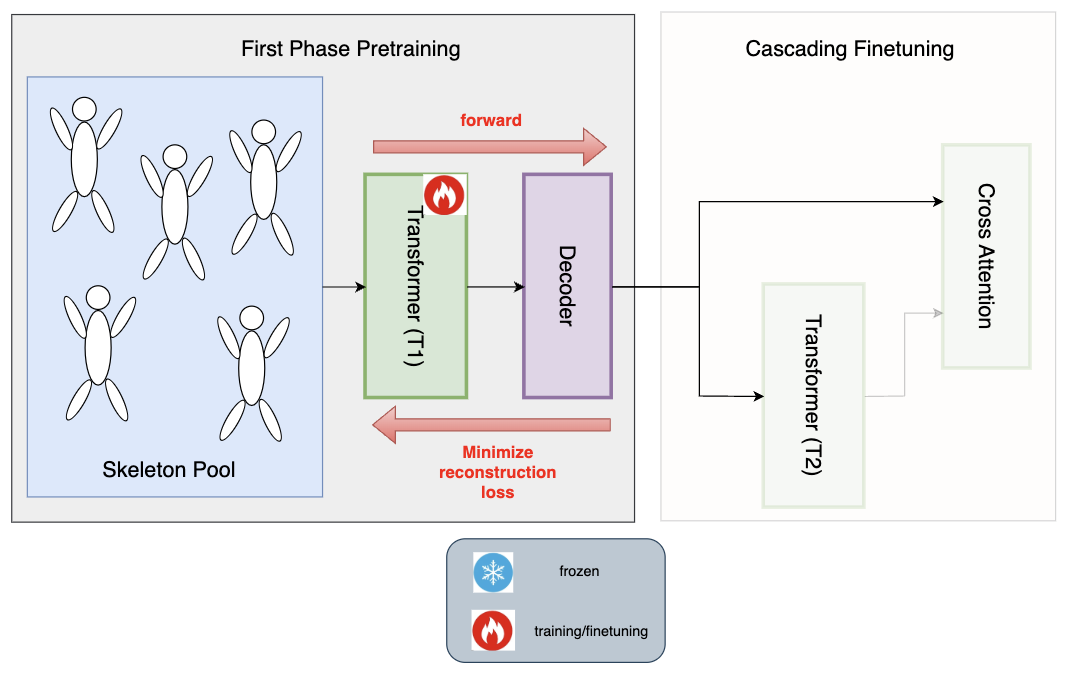 First Phase Pretraining
Cascading Finetuning
forward
Transformer (T1)
Decoder
Cross Attention
Transformer (T2)
Skeleton Pool
Minimize
reconstruction
loss
frozen
training/finetuning